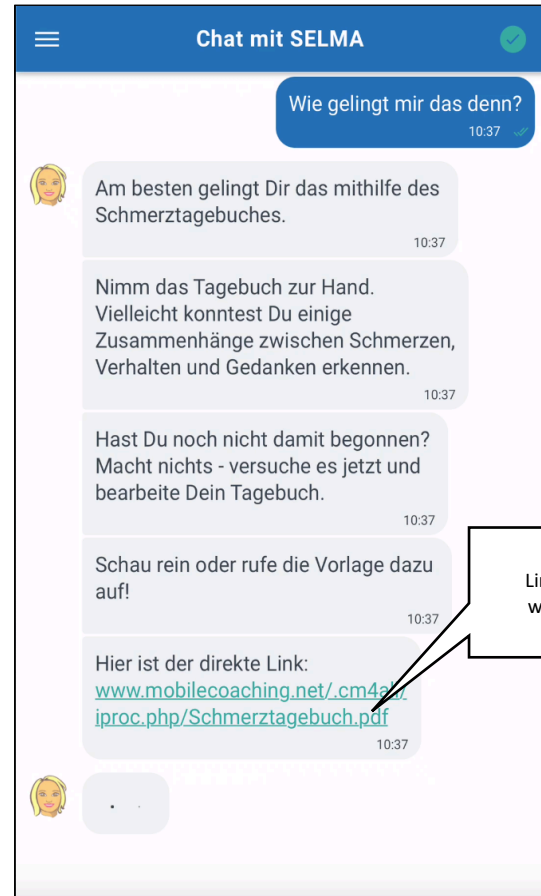 Chat mit SELMA
Wie gelingt mir das denn?
10:37
Am besten gelingt Dir das mithilfe des
Schmerztagebuches.
10:37
Nimm das Tagebuch zur Hand.
Vielleicht konntest Du einige
Zusammenhänge zwischen Schmerzen,
Verhalten und Gedanken erkennen.
10:37
Hast Du noch nicht damit begonnen?
Macht nichts - versuche es jetzt und
bearbeite Dein Tagebuch.
10:37
Schau rein oder rufe die Vorlage dazu
auf!
10:37
Hier ist der direkte Link:
www.mobilecoaching.net/.cm4all/
iproc.php/Schmerztagebuch.pdf
10:37